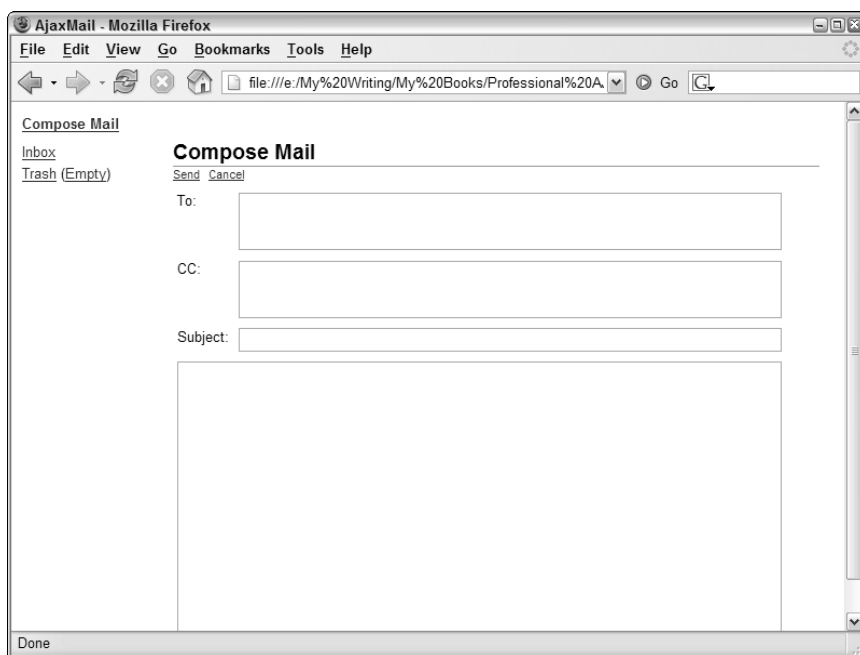 AjaxMail - Mozilla Firefox
File Edit View Go Bookmarks Tools Help
file:///e:/My%20Writing/My%20Books/Professional%20A Go G
Compose Mail
Inbox
Trash (Empty)
Compose Mail
Send Cancel
To:
CC:
Subject:
Done